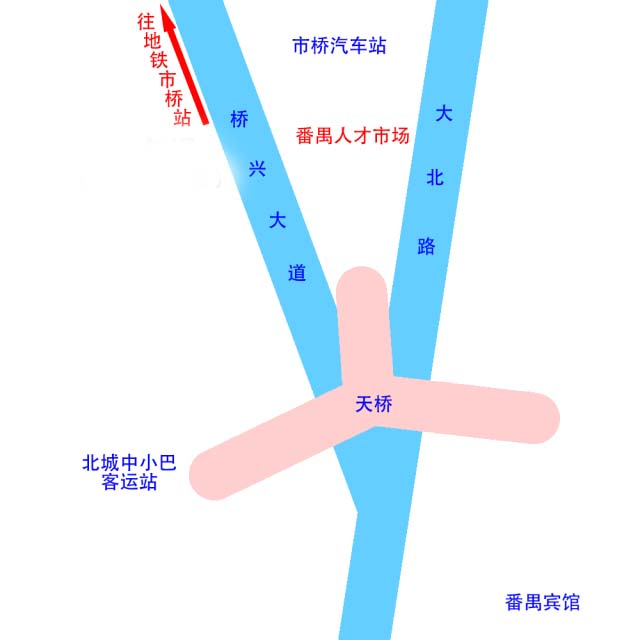 往地铁市桥站
市桥汽车站
番禺人才市场
桥兴大道
大北路
天桥
北城中小巴
客运站
番禺宾馆